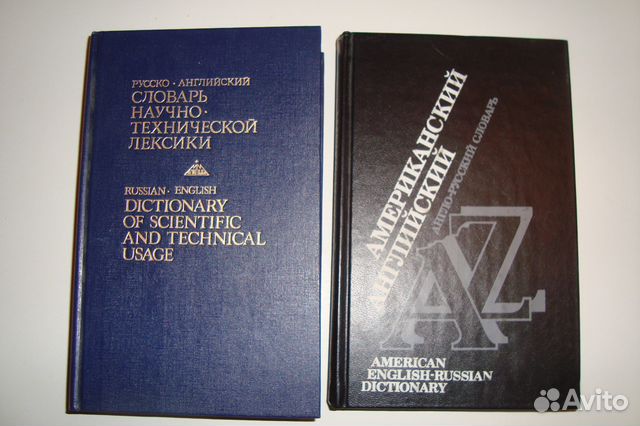 РУССКО • АНГЛИЙСКИЙ
СЛОВАРЬ
НАУЧНО •
ТЕХНИЧЕСКОЙ
ЛЕКСИКИ
RUSSIAN • ENGLISH
DICTIONARY
OF SCIENTIFIC
AND TECHNICAL
USAGE
АМЕРИКАНСКИЙ
АНГЛИЙСКИЙ
АНГЛО-РУССКИЙ СЛОВАРЬ
A
Z
AMERICAN
ENGLISH-RUSSIAN
DICTIONARY
Avito